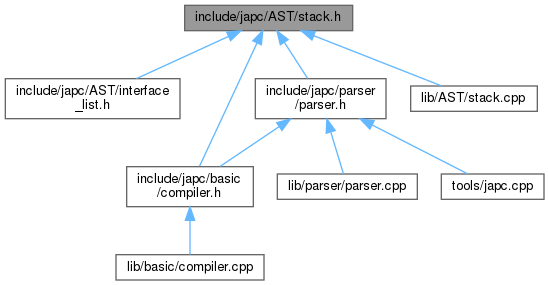 include/japc/AST/stack.h
include/japc/AST/interface
_list.h
include/japc/parser
/parser.h
lib/AST/stack.cpp
include/japc/basic
/compiler.h
lib/parser/parser.cpp
tools/japc.cpp
lib/basic/compiler.cpp